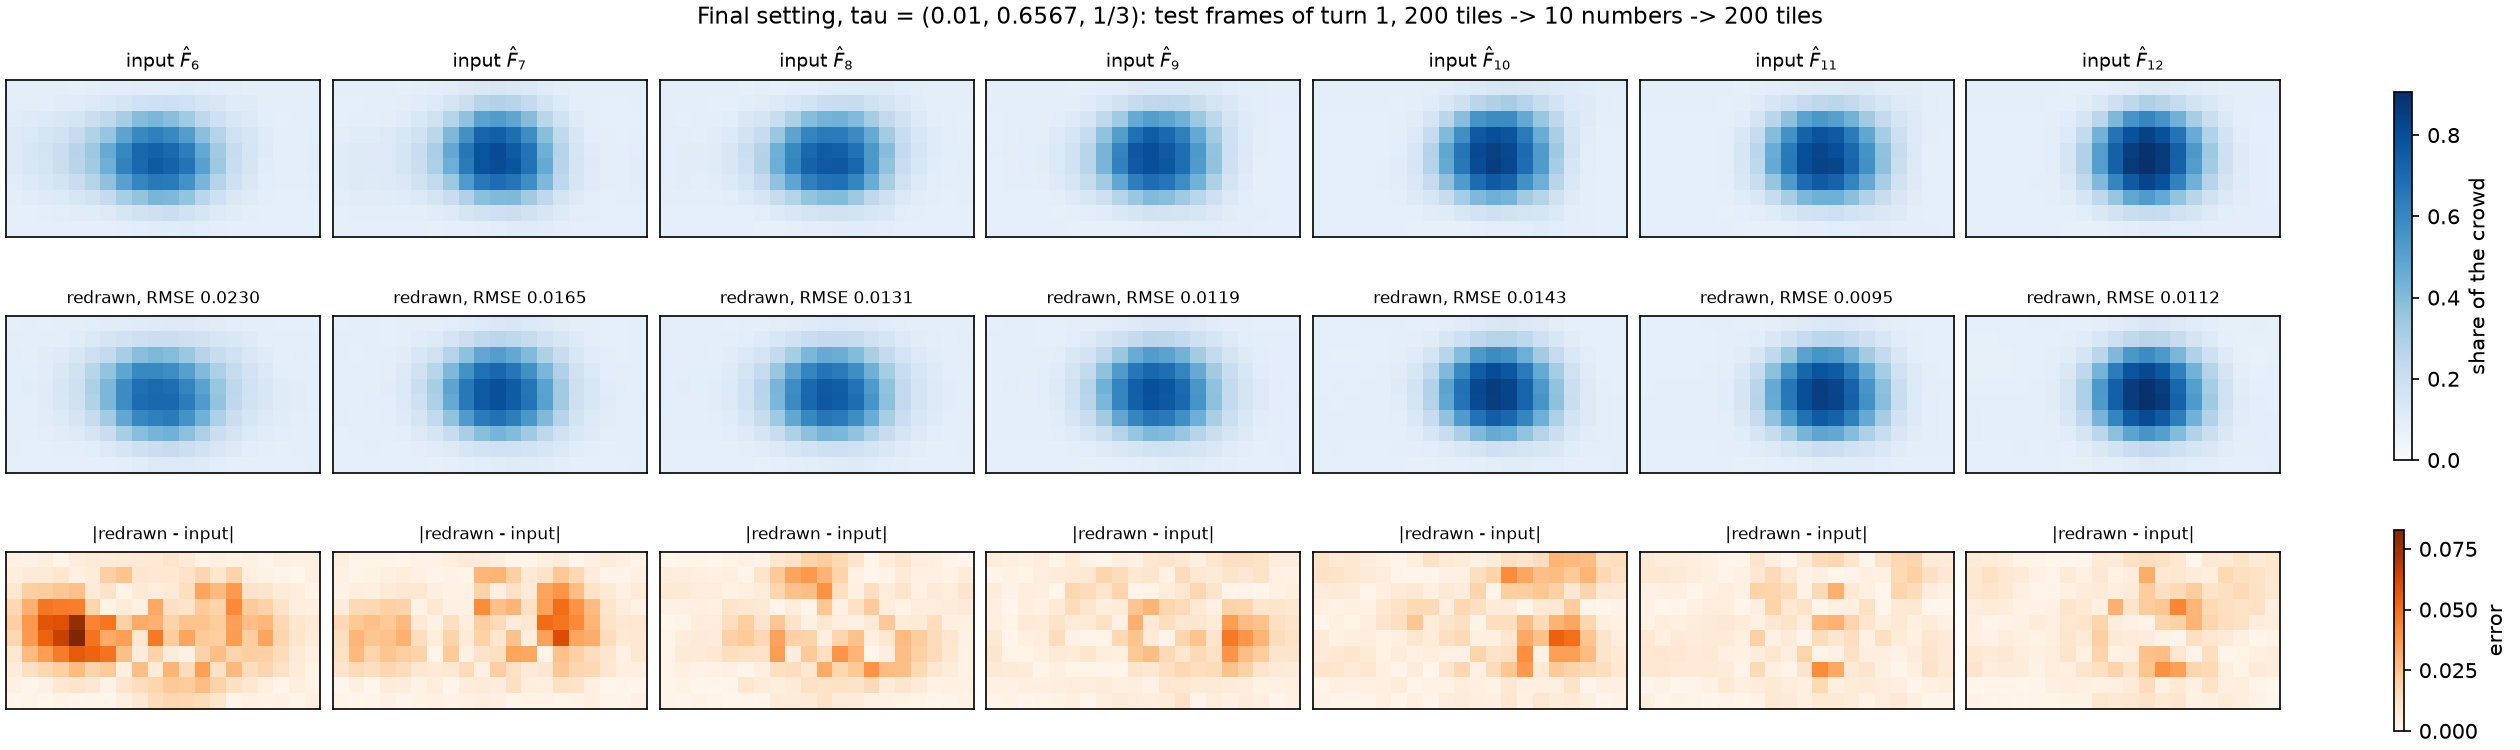 Final setting, tau = (0.01, 0.6567, 1/3): test frames of turn 1, 200 tiles -> 10 numbers -> 200 tiles
input F̂₆
input F̂₇
input F̂₈
input F̂₉
input F̂₁₀
input F̂₁₁
input F̂₁₂
redrawn, RMSE 0.0230
redrawn, RMSE 0.0165
redrawn, RMSE 0.0131
redrawn, RMSE 0.0119
redrawn, RMSE 0.0143
redrawn, RMSE 0.0095
redrawn, RMSE 0.0112
|redrawn - input|
|redrawn - input|
|redrawn - input|
|redrawn - input|
|redrawn - input|
|redrawn - input|
|redrawn - input|
0.8
0.6
0.4
0.2
0.0
share of the crowd
0.075
0.050
0.025
0.000
error